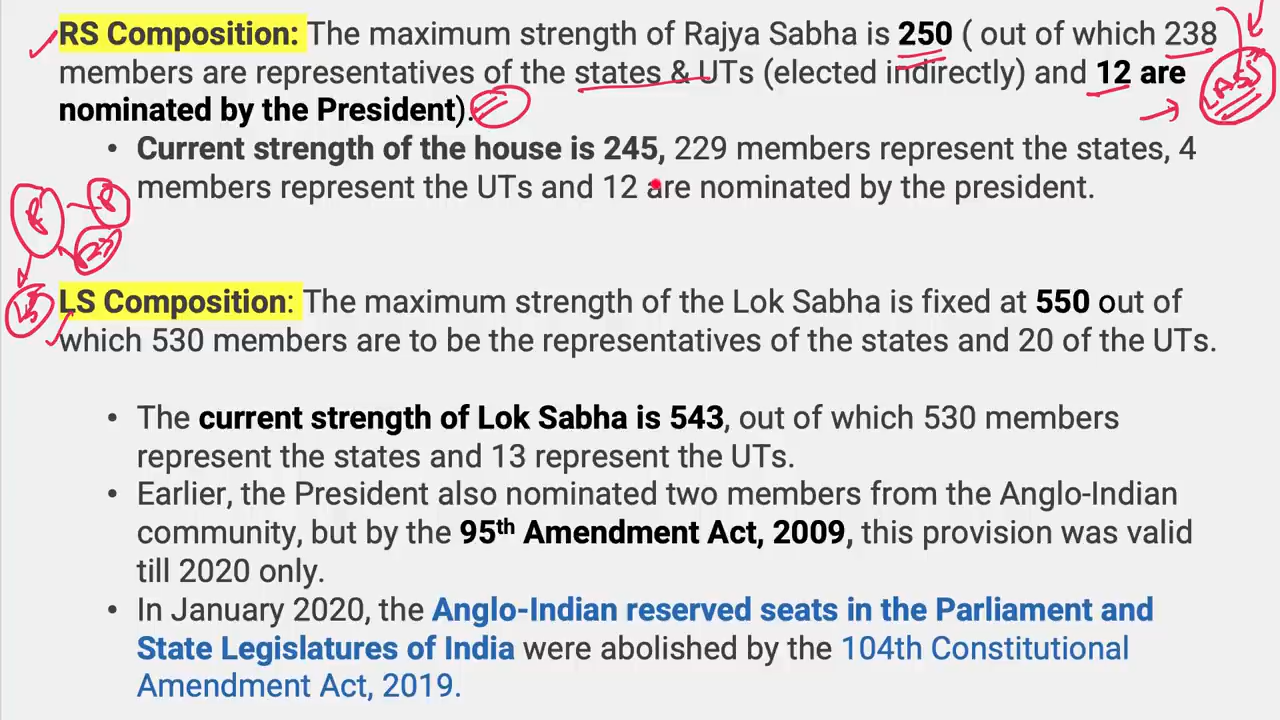 RS Composition: The maximum strength of Rajya Sabha is 250 ( out of which 238
members are representatives of the states & UTs (elected indirectly) and 12 are
nominated by the President).
• Current strength of the house is 245, 229 members represent the states, 4
members represent the UTs and 12 are nominated by the president.
LS Composition: The maximum strength of the Lok Sabha is fixed at 550 out of
which 530 members are to be the representatives of the states and 20 of the UTs.
• The current strength of Lok Sabha is 543, out of which 530 members
represent the states and 13 represent the UTs.
• Earlier, the President also nominated two members from the Anglo-Indian
community, but by the 95th Amendment Act, 2009, this provision was valid
till 2020 only.
• In January 2020, the Anglo-Indian reserved seats in the Parliament and
State Legislatures of India were abolished by the 104th Constitutional
Amendment Act, 2019.